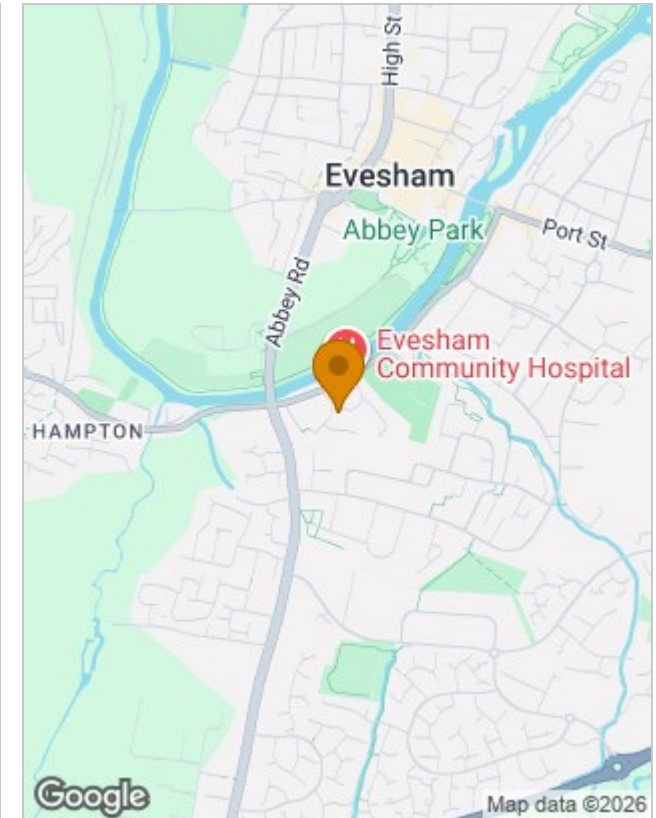 High St
Evesham
Abbey Park
Port St
Abbey Rd
Evesham
Community Hospital
HAMPTON
Google
Map data ©2026